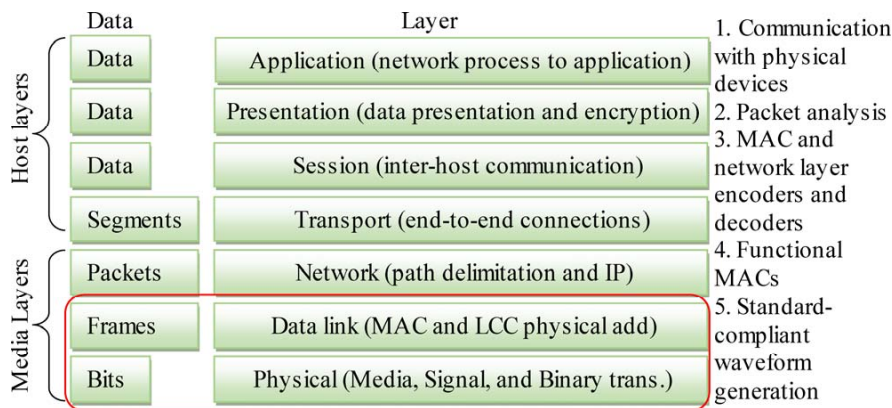 Data Layer
Host layers
Data Application (network process to application)
Data Presentation (data presentation and encryption)
Data Session (inter-host communication)
Segments Transport (end-to-end connections)
Media Layers
Packets Network (path delimitation and IP)
Frames Data link (MAC and LCC physical add)
Bits Physical (Media, Signal, and Binary trans.)
1. Communication
with physical
devices
2. Packet analysis
3. MAC and
network layer
encoders and
decoders
4. Functional
MACs
5. Standard-
compliant
waveform
generation